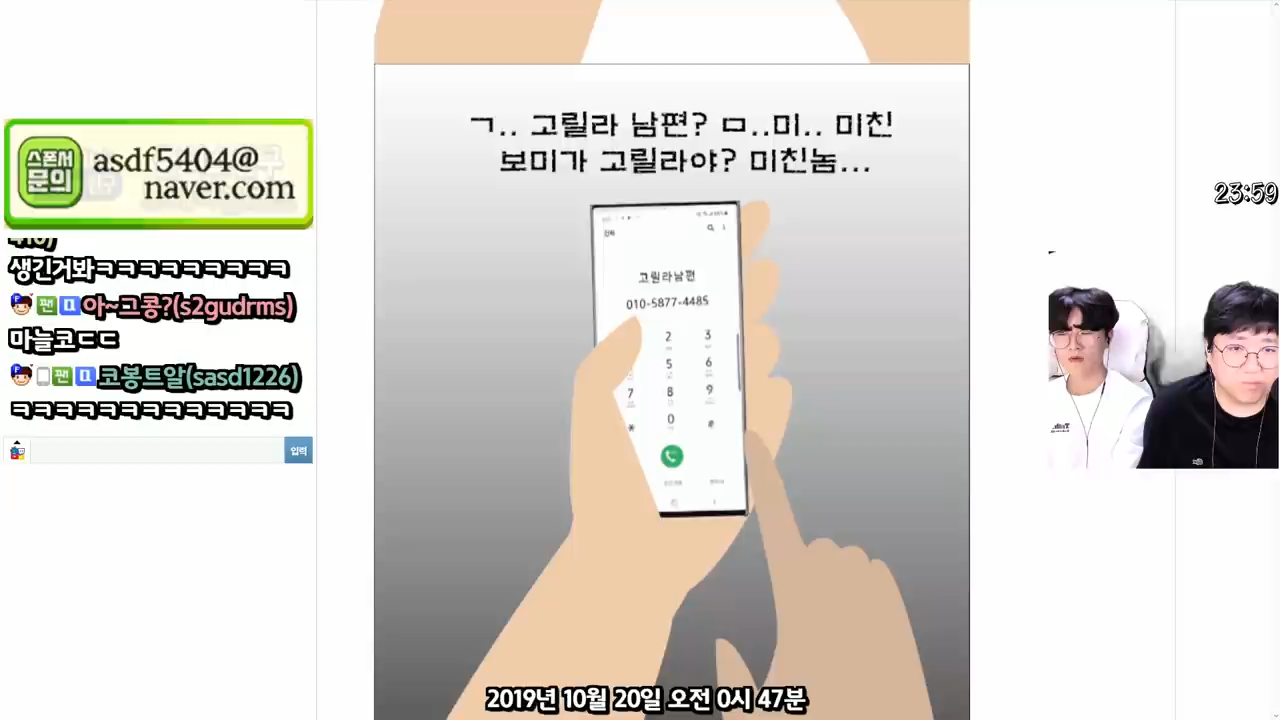 ㄱ.. 고릴라 남편? ㅁ..미.. 미친
보미가 고릴라야? 미친놈...
스폰서
문의
asdf5404@
naver.com
생긴거봐ㅋㅋㅋㅋㅋㅋㅋㅋㅋ
팬 아~그콩?(s2gudrms)
마늘코ㄷㄷ
팬 코봉트알(sasd1226)
ㅋㅋㅋㅋㅋㅋㅋㅋㅋㅋㅋㅋㅋ
입력
고릴라남편
010-5877-4485
2 3
5 6
7 8 9
* 0 #
23:59
2019년 10월 20일 오전 0시 47분